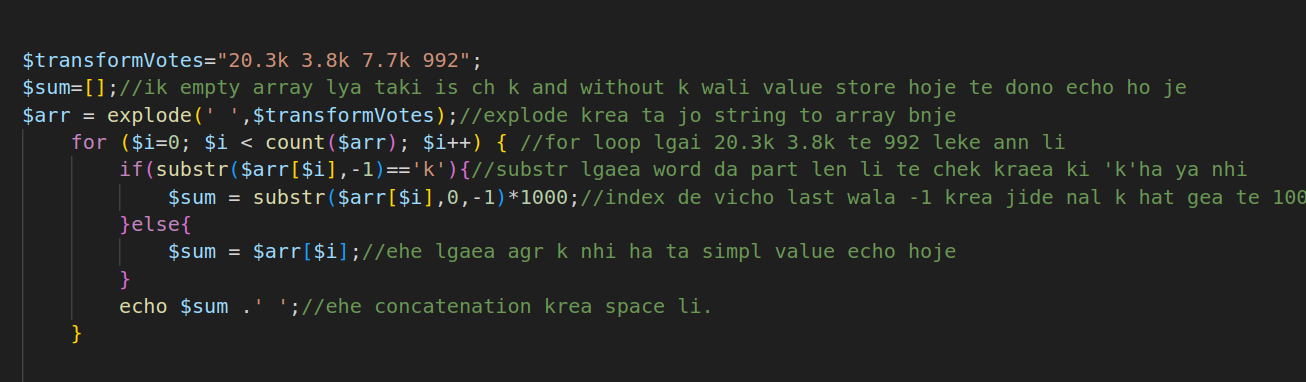 $transformVotes="20.3k 3.8k 7.7k 992";
$sum=[];//ik empty array lya taki is ch k and without k wali value store hoje te dono echo ho je
$arr = explode(' ',$transformVotes);//explode krea ta jo string to array bnje
for ($i=0; $i < count($arr); $i++) { //for loop lgai 20.3k 3.8k te 992 leke ann li
if(substr($arr[$i],-1)=='k'){//substr lgaea word da part len li te chek kraea ki 'k'ha ya nhi
$sum = substr($arr[$i],0,-1)*1000;//index de vicho last wala -1 krea jide nal k hat gea te 100
}else{
$sum = $arr[$i];//ehe lgaea agr k nhi ha ta simpl value echo hoje
}
echo $sum .' ';//ehe concatenation krea space li.
}